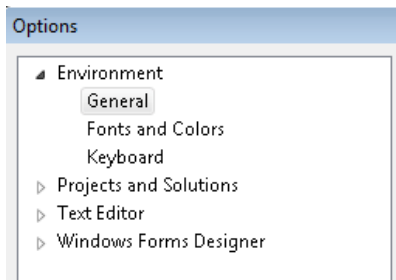 Options
Environment
General
Fonts and Colors
Keyboard
Projects and Solutions
Text Editor
Windows Forms Designer